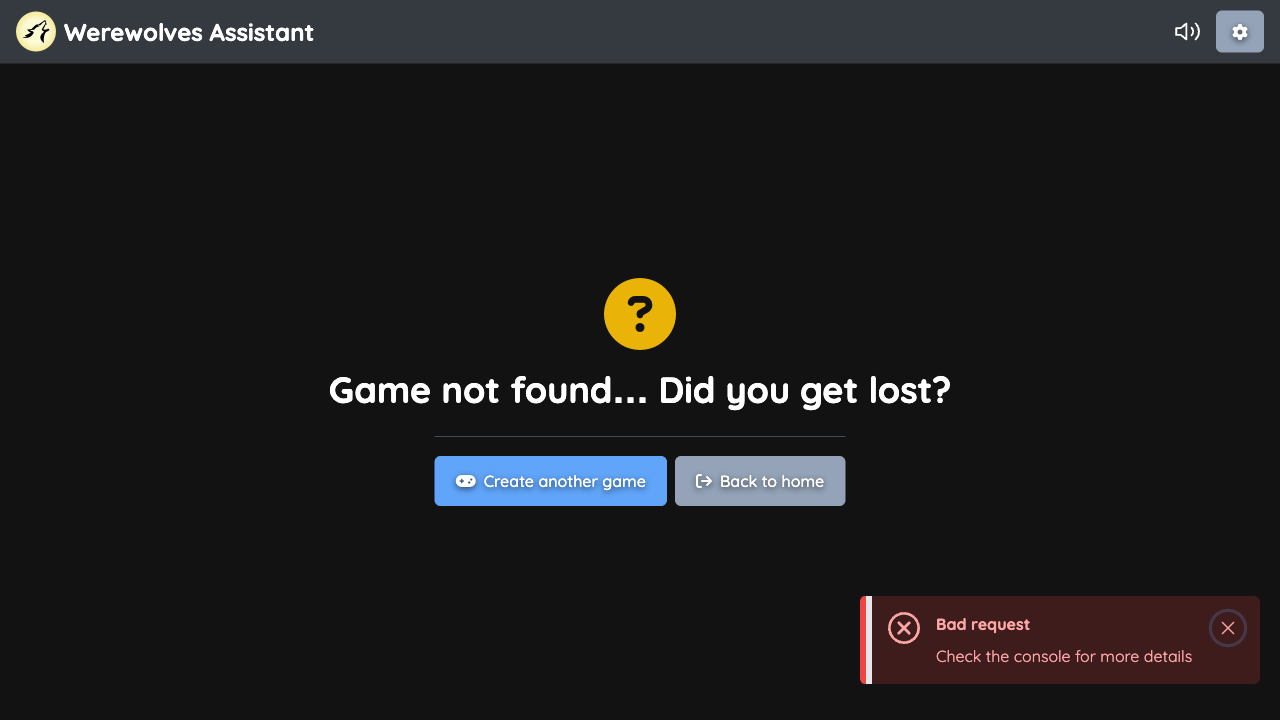 Werewolves Assistant
Game not found... Did you get lost?
Create another game
Back to home
Bad request
Check the console for more details